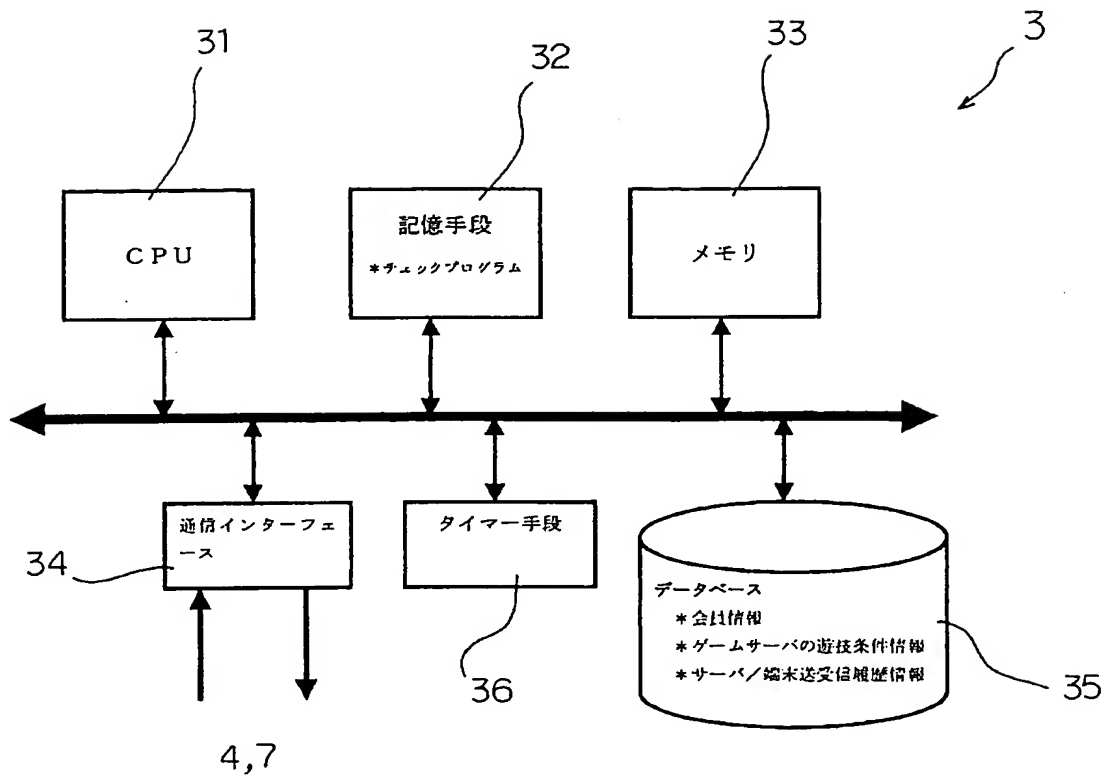 31
32
33
3
CPU
記憶手段
*チェックプログラム
メモリ
34
通信インターフェ
ース
タイマー手段
36
データベース
*会員情報
*ゲームサーバの遊技条件情報
*サーバ/端末送受信履歴情報
35
4,7